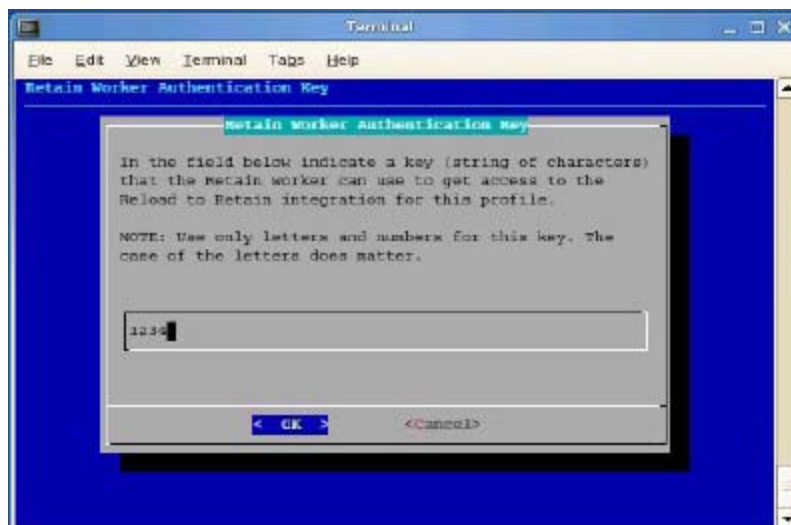 Terminal
File Edit View Terminal Tabs Help
Retain Worker Authentication Key
Retain Worker Authentication Key
In the field below indicate a key (string of characters)
that the Retain worker can use to get access to the
Reload to Retain integration for this profile.
NOTE: Use only letters and numbers for this key. The
case of the letters does matter.
1234
< OK > <Cancel>